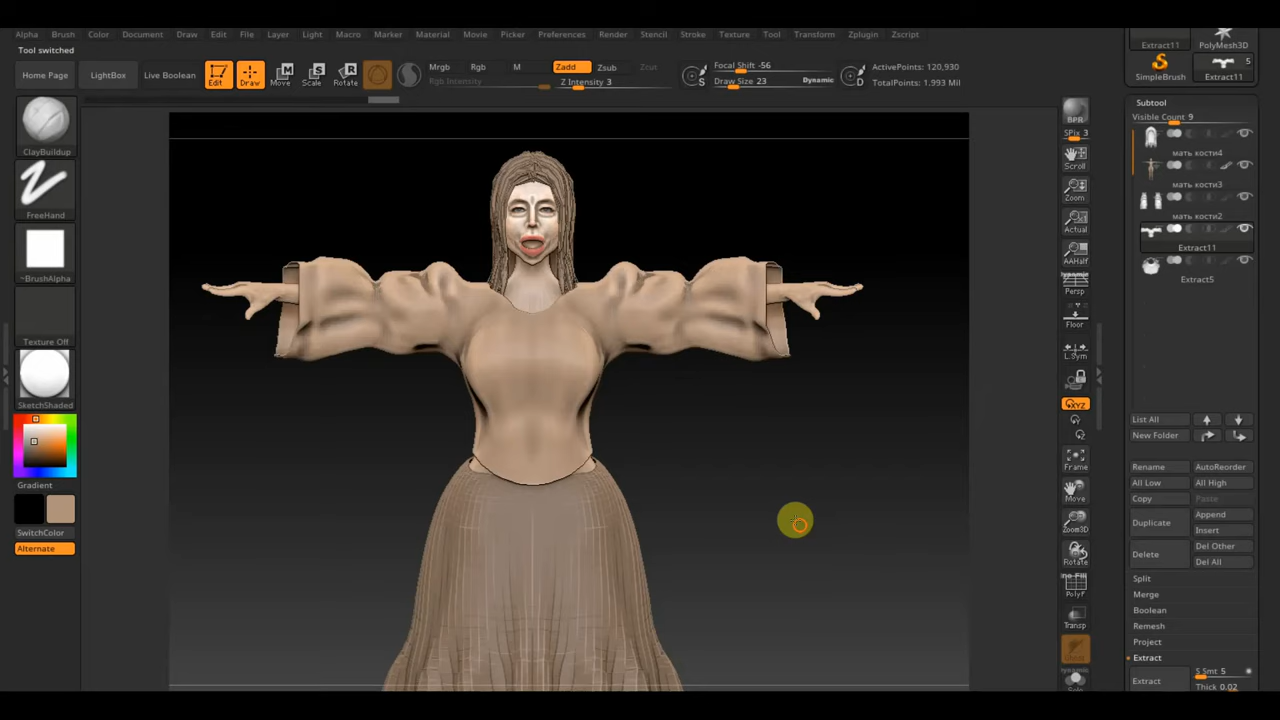 Alpha Brush Color Document Draw Edit File Layer Light Macro Marker Material Movie Picker Preferences Render Stencil Stroke Texture Tool Transform Zplugin Zscript
Extract11
PolyMesh3D
Tool switched
Home Page
LightBox
Live Boolean
Edit
Draw
Move
Scale
Rotate
Mrgb Rgb M
Rgb Intensity
Zadd Zsub Zcut
Z Intensity 3
S
Focal Shift -56
Draw Size 23
Dynamic
D
ActivePoints: 120,930
TotalPoints: 1.993 Mil
SimpleBrush
5
Extract11
Subtool
Visible Count 9
мать кости4
мать кости3
мать кости2
Extract11
Extract5
List All
New Folder
Rename AutoReorder
All Low All High
Copy Paste
Duplicate Append
Insert
Delete Del Other
Del All
Split
Merge
Boolean
Remesh
Project
Extract
Extract
S Smt 5
Thick 0.02
ClayBuildup
FreeHand
~BrushAlpha
Texture Off
SketchShaded
Gradient
SwitchColor
Alternate
BPR
SPix 3
Scroll
Zoom
Actual
AAHalf
Dynamic
Persp
Floor
L.Sym
XYZ
Y
Z
Frame
Move
Zoom3D
Rotate
PolyF
Transp
Ghost
Dynamic
Solo